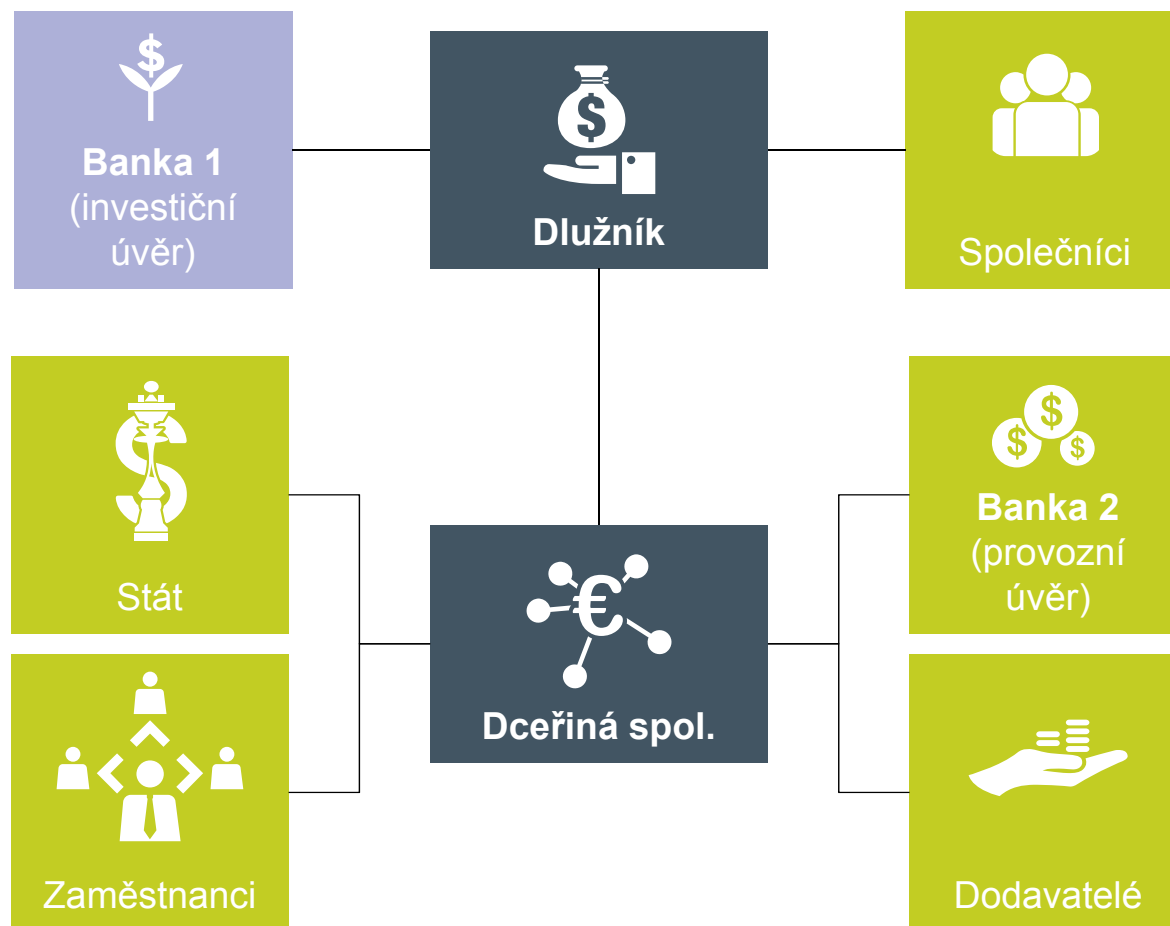 $
Banka 1
(investiční
úvěr)
$
Dlužník
Společníci
S
Stát
$ $ $
Banka 2
(provozní
úvěr)
€
Dceřiná spol.
Zaměstnanci
Dodavatelé